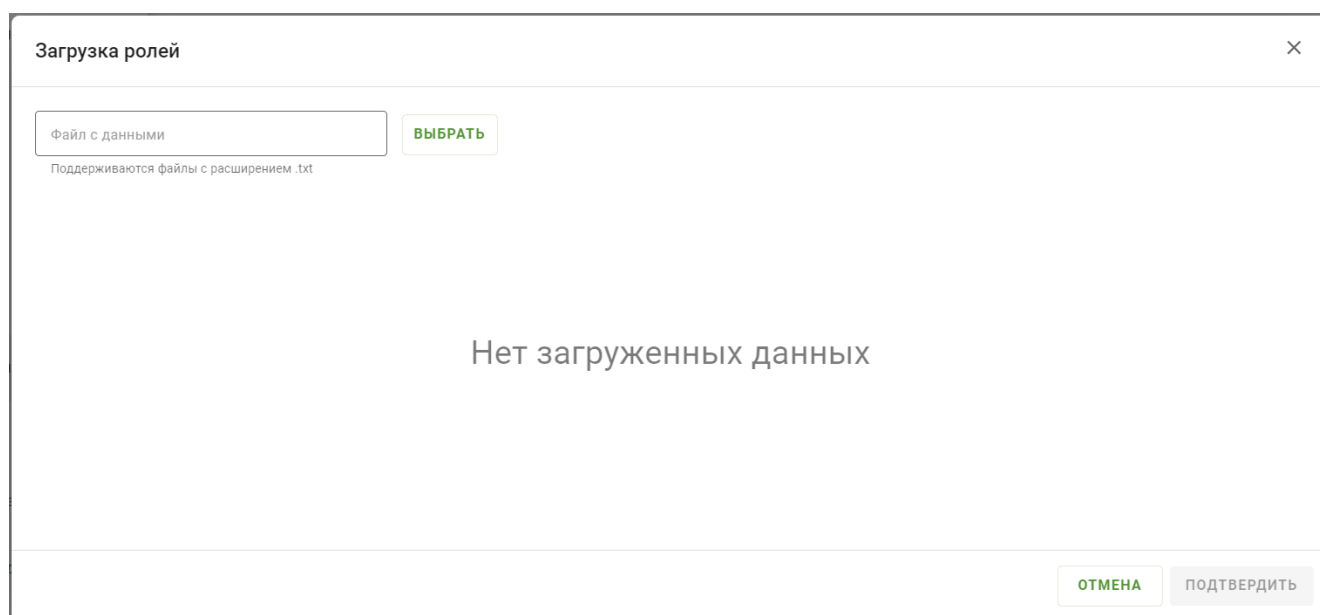 Загрузка ролей
Файл с данными
ВЫБРАТЬ
Поддерживаются файлы с расширением .txt
Нет загруженных данных
ОТМЕНА
ПОДТВЕРДИТЬ